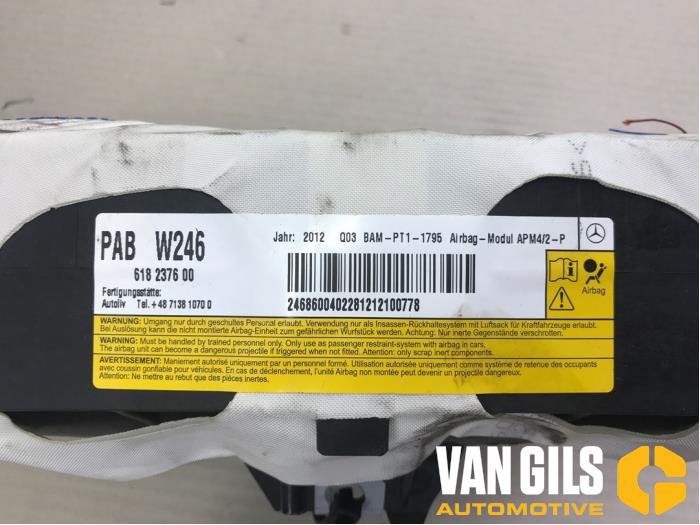 PAB W246
618 2376 00
Fertigungsstätte:
Autoliv Tel. +48 7138 1070 0
Jahr: 2012 Q03 BAM-PT1-1795 Airbag-Modul APM4/2-P
24686004022812121007​78
Airbag
WARNUNG: Umgang nur durch geschultes Personal erlaubt. Verwendung nur als Insassen-Rückhaltesystem mit Luftsack für Kraftfahrzeuge erlaubt.
Bei Auslösung kann die nicht montierte Airbag-Einheit zum gefährlichen Wurfstück werden. Achtung: Nur inerte Gegenstände verschrotten.
WARNING: Must be handled by trained personnel only. Only use as passenger restraint-system with airbag in cars.
The airbag unit can become a dangerous projectile if triggered when not fitted. Attention: only scrap inert components.
AVERTISSEMENT: Maniement autorisé uniquement par un personnel formé. Utilisation autorisée uniquement comme système de retenue des occupants
avec coussin gonflable pour véhicules. En cas de déclenchement, l'unité Airbag non montée peut devenir un dangereux projectile.
Attention: Ne mettre au rebut que des pièces inertes.
VAN GILS
AUTOMOTIVE